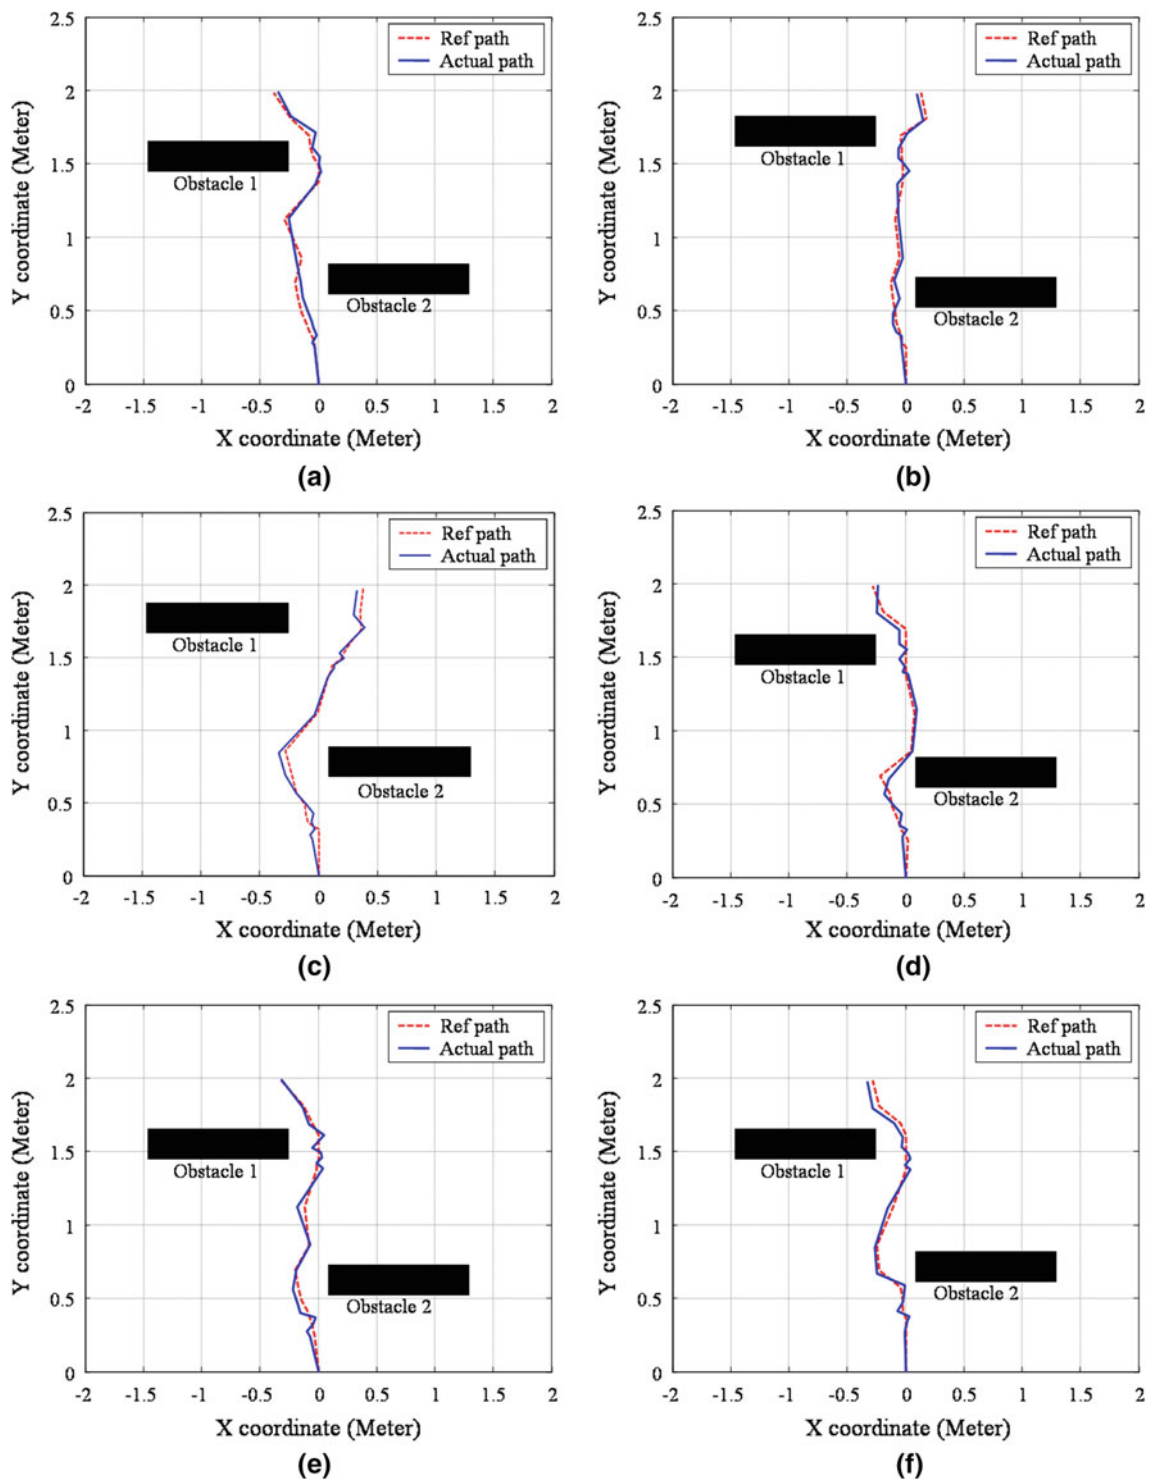 2.5
2
1.5
1
0.5
0
Y coordinate (Meter)
Ref path
Actual path
Obstacle 1
Obstacle 2
-2 -1.5 -1 -0.5 0 0.5 1 1.5 2
X coordinate (Meter)
(a)
2.5
2
1.5
1
0.5
0
Y coordinate (Meter)
Ref path
Actual path
Obstacle 1
Obstacle 2
-2 -1.5 -1 -0.5 0 0.5 1 1.5 2
X coordinate (Meter)
(b)
2.5
2
1.5
1
0.5
0
Y coordinate (Meter)
Ref path
Actual path
Obstacle 1
Obstacle 2
-2 -1.5 -1 -0.5 0 0.5 1 1.5 2
X coordinate (Meter)
(c)
2.5
2
1.5
1
0.5
0
Y coordinate (Meter)
Ref path
Actual path
Obstacle 1
Obstacle 2
-2 -1.5 -1 -0.5 0 0.5 1 1.5 2
X coordinate (Meter)
(d)
2.5
2
1.5
1
0.5
0
Y coordinate (Meter)
Ref path
Actual path
Obstacle 1
Obstacle 2
-2 -1.5 -1 -0.5 0 0.5 1 1.5 2
X coordinate (Meter)
(e)
2.5
2
1.5
1
0.5
0
Y coordinate (Meter)
Ref path
Actual path
Obstacle 1
Obstacle 2
-2 -1.5 -1 -0.5 0 0.5 1 1.5 2
X coordinate (Meter)
(f)